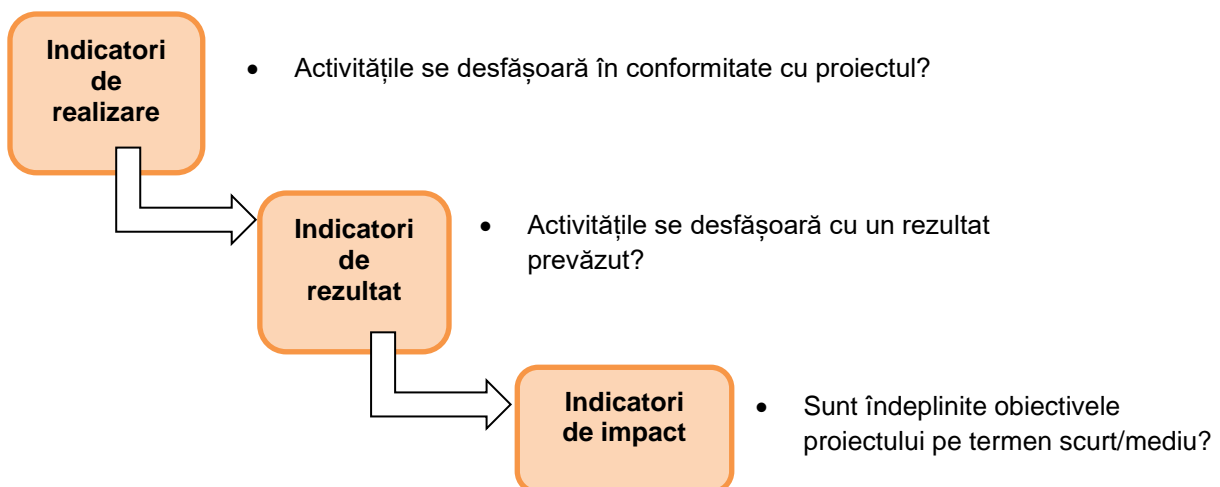 Indicatori
de
realizare
• Activitățile se desfășoară în conformitate cu proiectul?
Indicatori
de
rezultat
• Activitățile se desfășoară cu un rezultat
prevăzut?
Indicatori
de impact
• Sunt îndeplinite obiectivele
proiectului pe termen scurt/mediu?